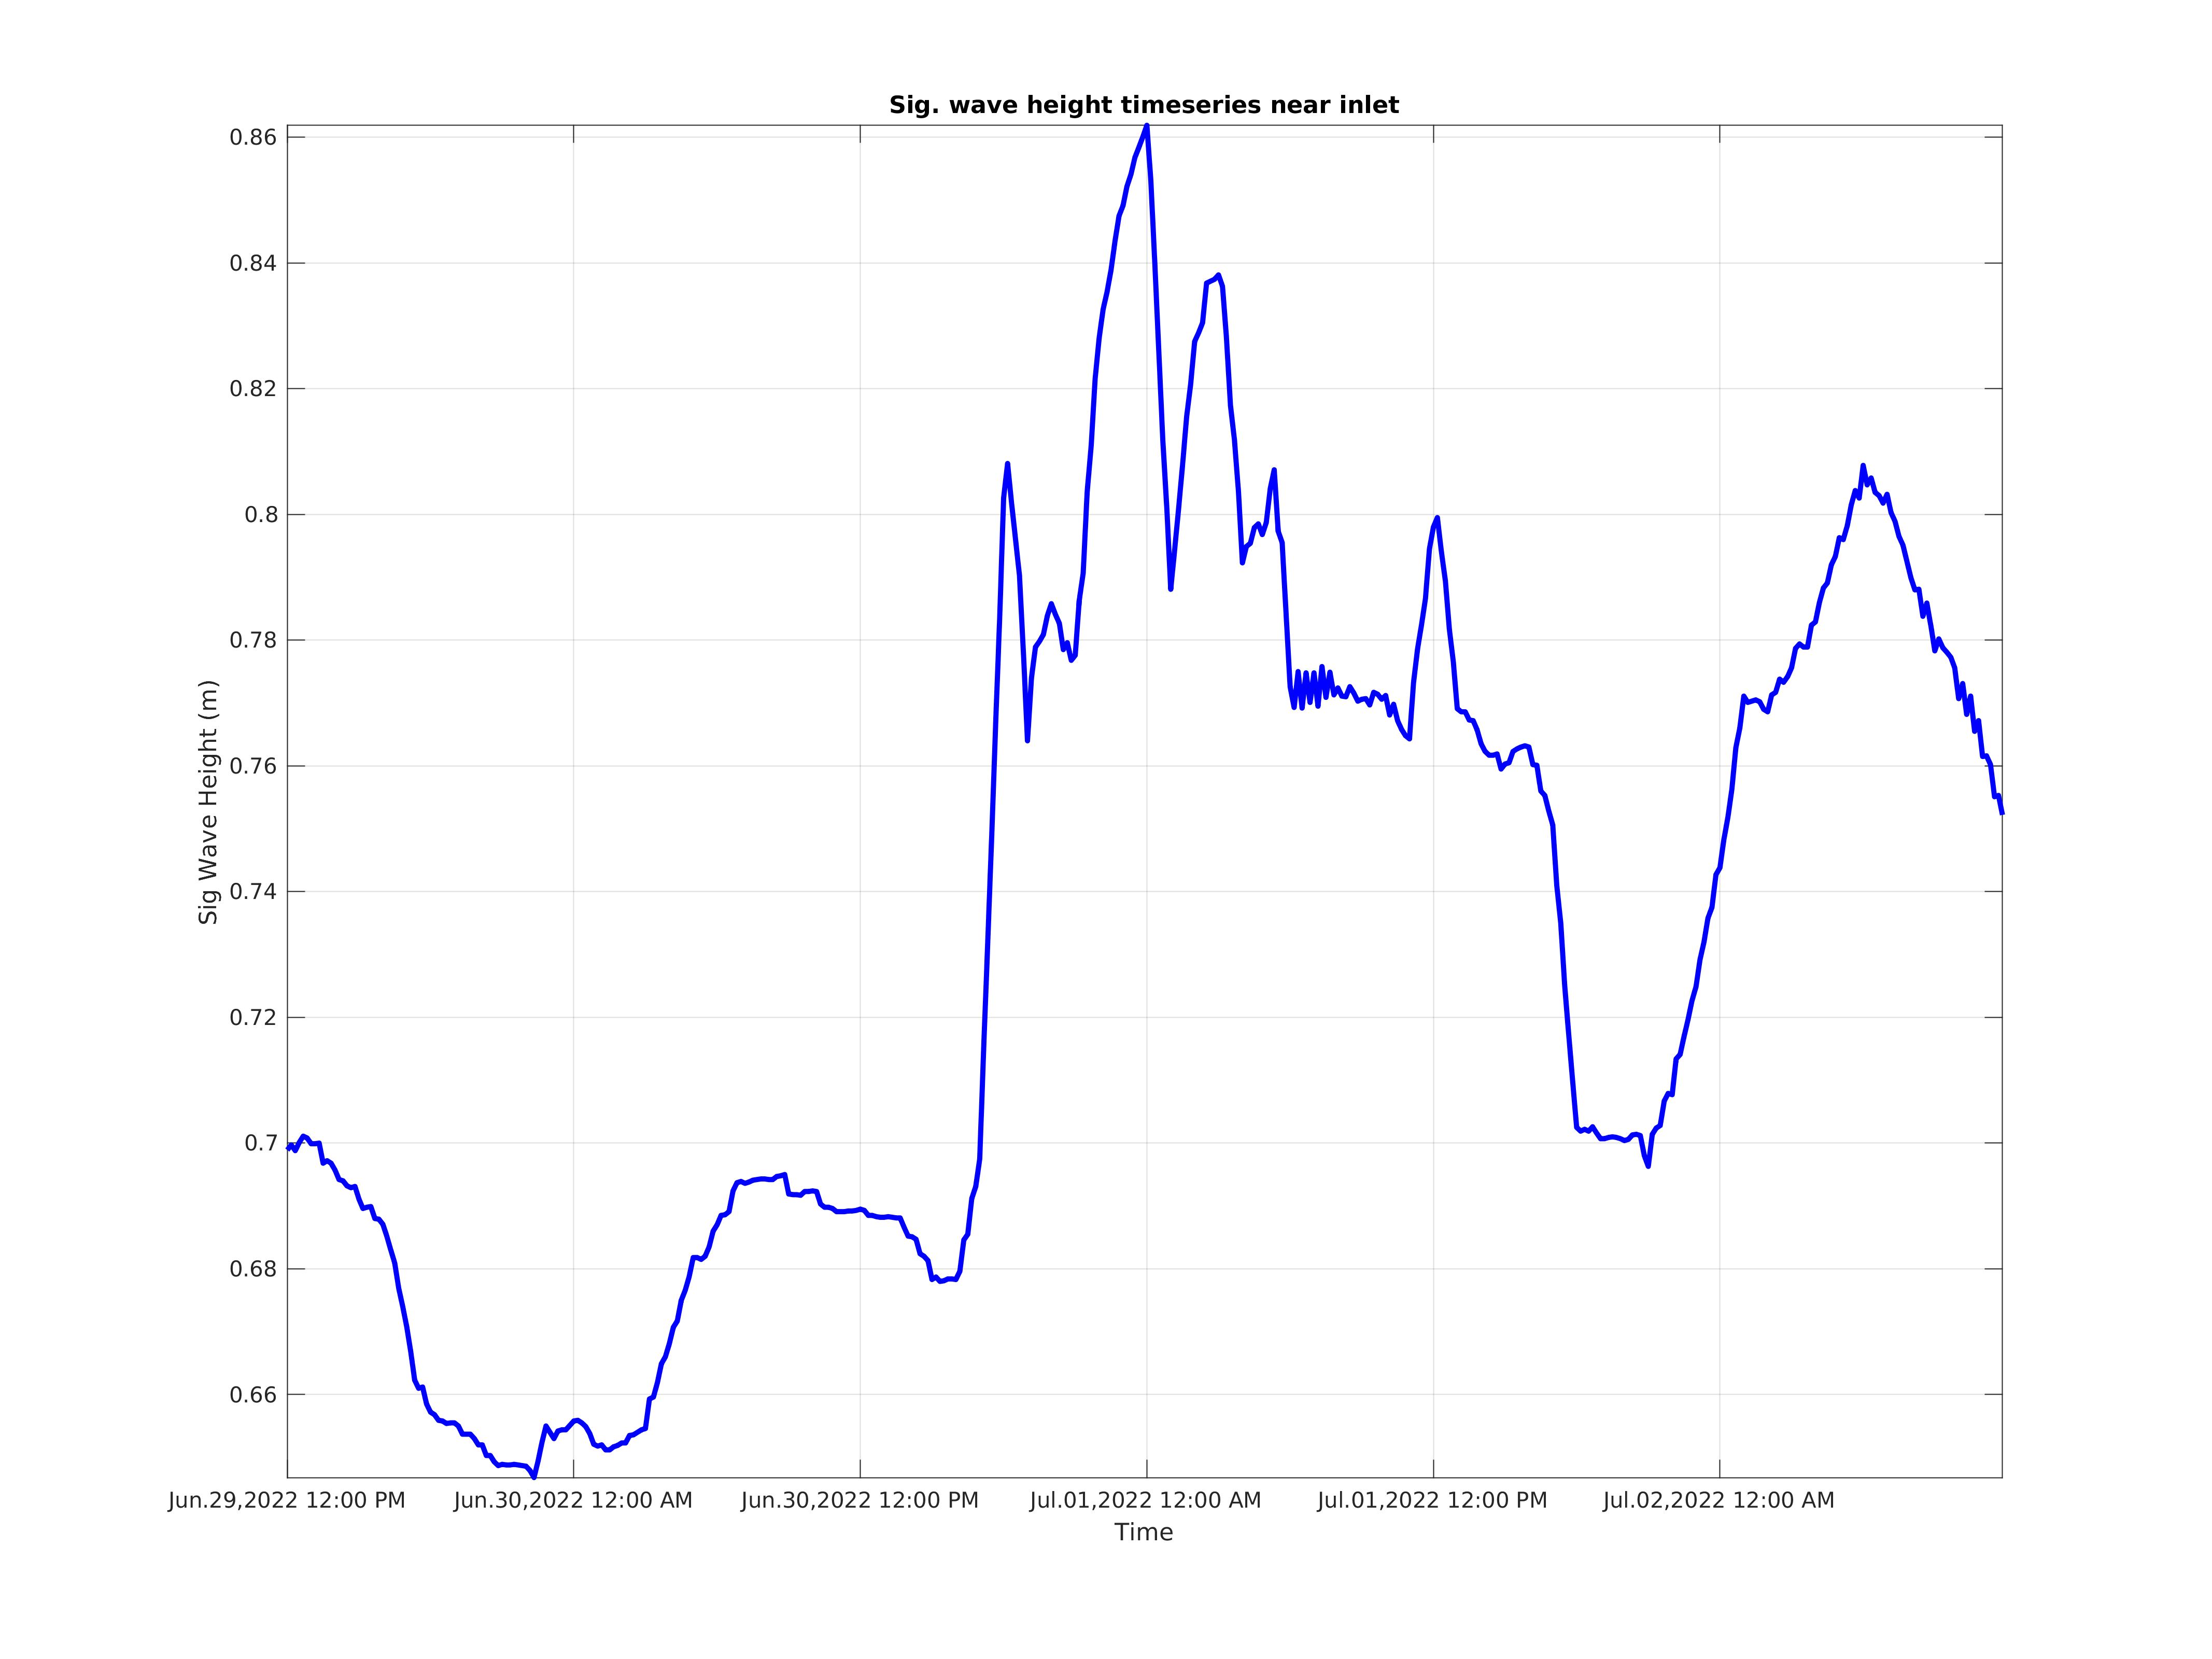 Sig. wave height timeseries near inlet
0.86
0.84
0.82
0.8
0.78
0.76
0.74
0.72
0.7
0.68
0.66
Sig Wave Height (m)
Jun.29,2022 12:00 PM
Jun.30,2022 12:00 AM
Jun.30,2022 12:00 PM
Jul.01,2022 12:00 AM
Jul.01,2022 12:00 PM
Jul.02,2022 12:00 AM
Time